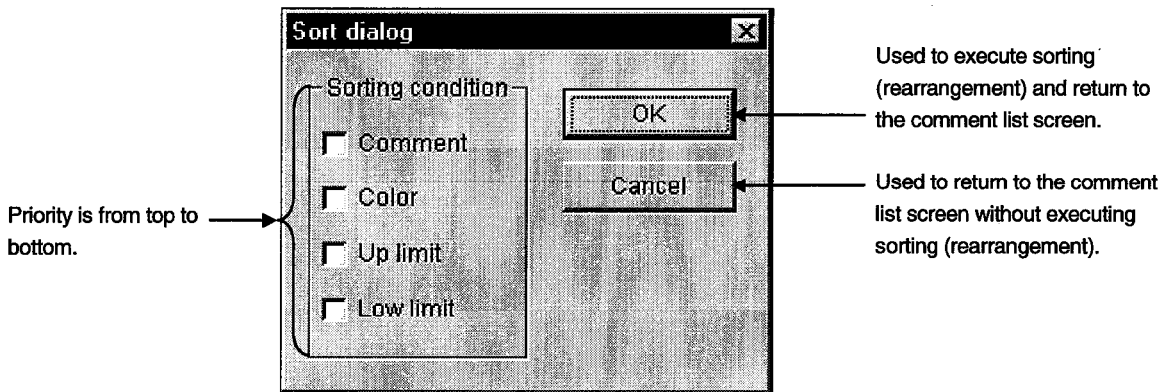 Sort dialog
Sorting condition
Comment
Color
Up limit
Low limit
OK
Cancel
Priority is from top to
bottom.
Used to execute sorting
(rearrangement) and return to
the comment list screen.
Used to return to the comment
list screen without executing
sorting (rearrangement).